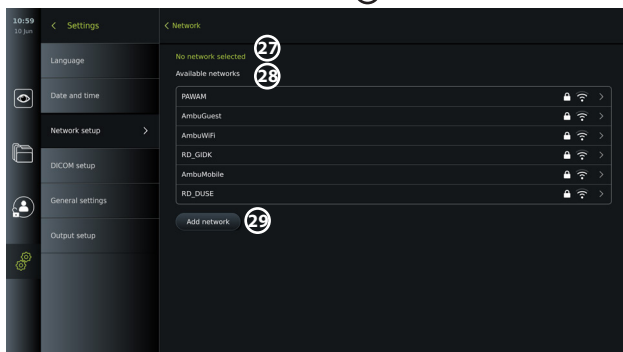 10:59
10 Jun
< Settings
< Network
Language
Date and time
Network setup >
DICOM setup
General settings
Output setup
No network selected 27
Available networks 28
PAWAM >
AmbuGuest >
AmbuWiFi >
RD_GIDK >
AmbuMobile >
RD_DUSE >
Add network 29